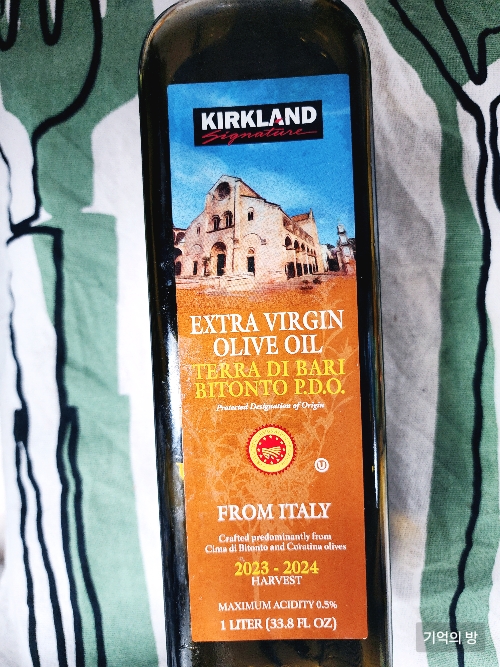 KIRKLAND
Signature
EXTRA VIRGIN
OLIVE OIL
TERRA DI BARI
BITONTO P.D.O.
Protected Designation of Origin
U
FROM ITALY
Crafted predominantly from
Cima di Bitonto and Coratina olives
2023 - 2024
HARVEST
MAXIMUM ACIDITY 0.5%
1 LITER (33.8 FL OZ)
기억의 방